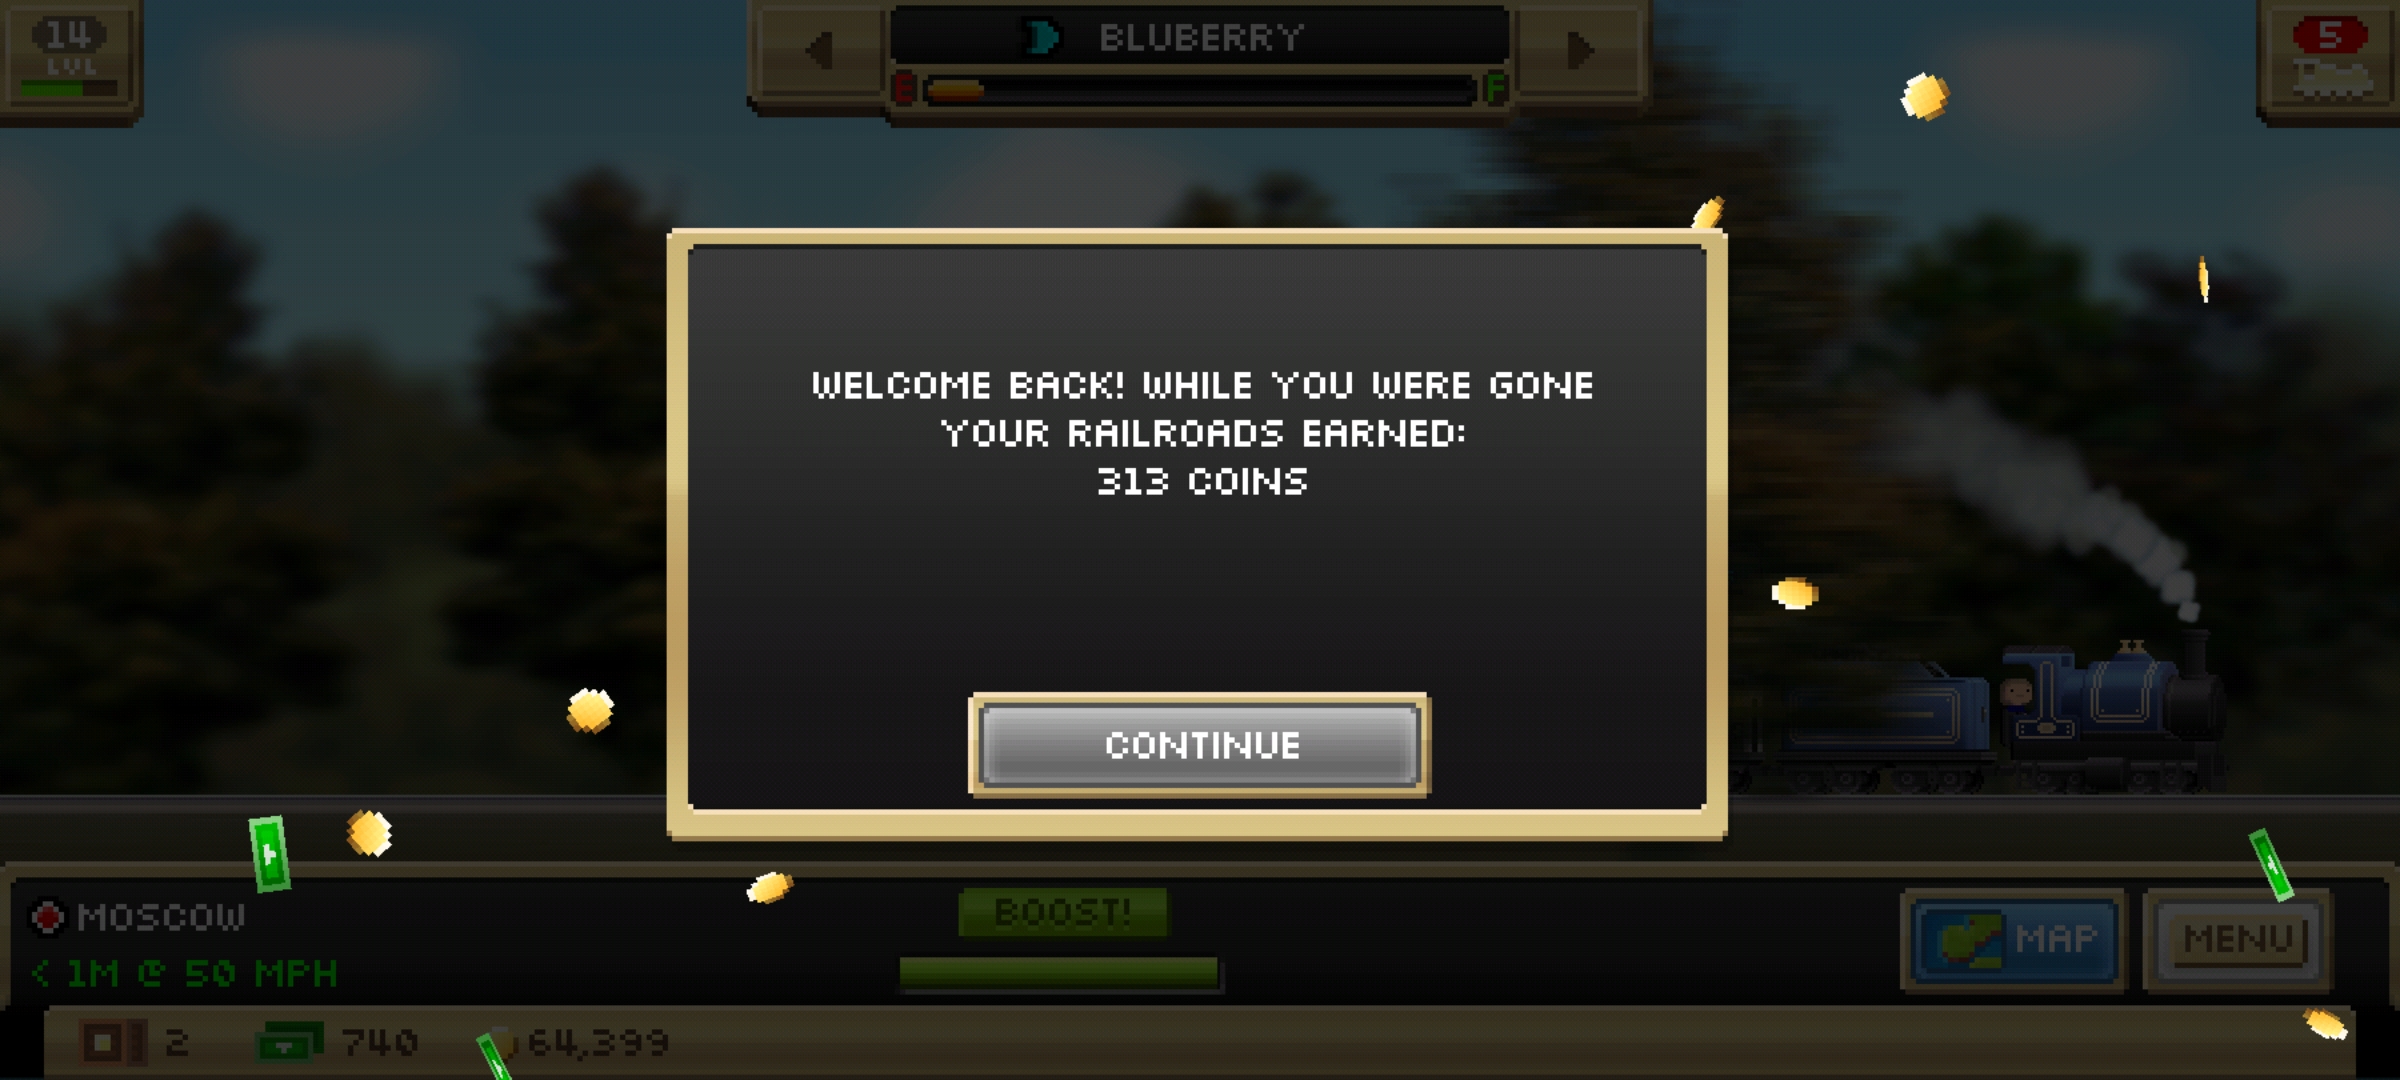 14
LVL
BLUBERRY
E F
5
WELCOME BACK! WHILE YOU WERE GONE
YOUR RAILROADS EARNED:
313 COINS
CONTINUE
MOSCOW
< 1M @ 50 MPH
BOOST!
MAP
MENU
2 740 64,399